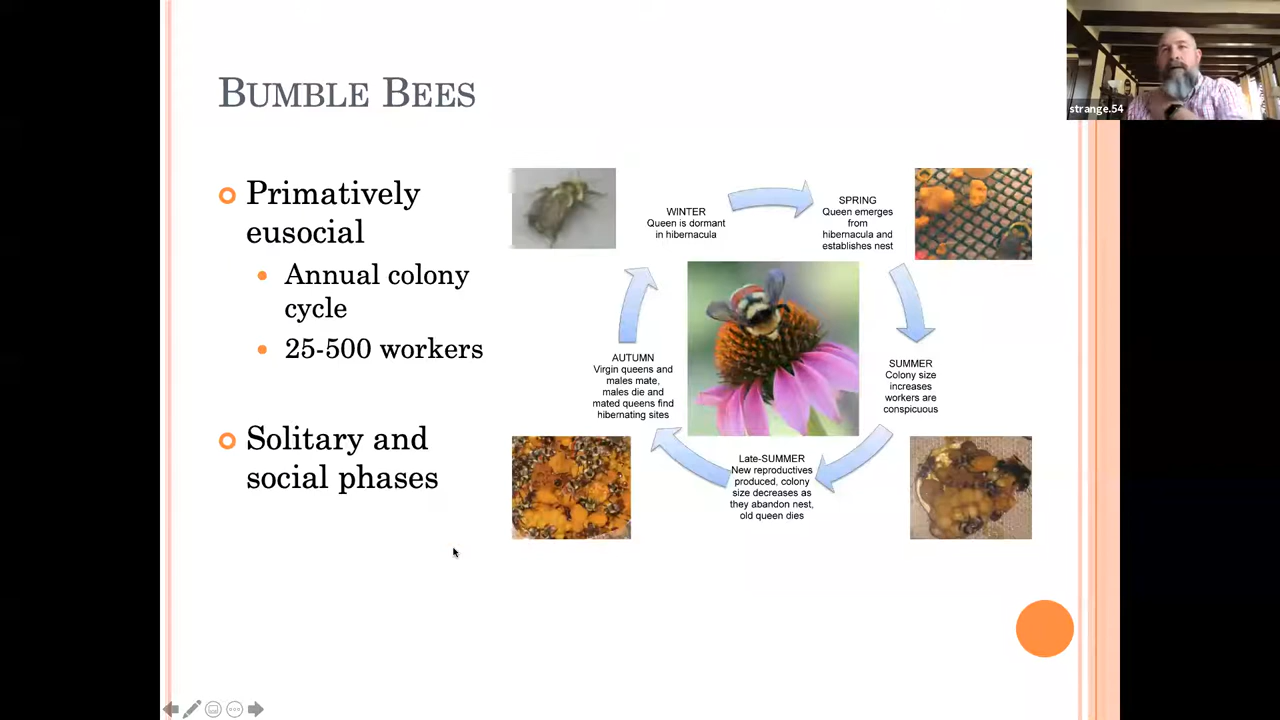 BUMBLE BEES
strange.54
Primatively
eusocial
Annual colony
cycle
25-500 workers
Solitary and
social phases
WINTER
Queen is dormant
in hibernacula
SPRING
Queen emerges
from
hibernacula and
establishes nest
SUMMER
Colony size
increases
workers are
conspicuous
Late-SUMMER
New reproductives
produced, colony
size decreases as
they abandon nest,
old queen dies
AUTUMN
Virgin queens and
males mate,
males die and
mated queens find
hibernating sites